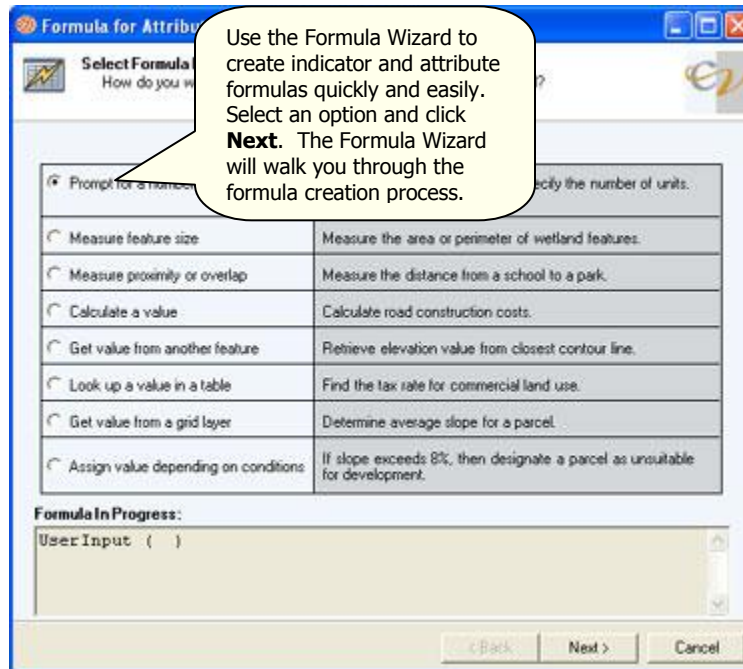 Formula for Attribu
Select Formula
How do you w
?
Use the Formula Wizard to
create indicator and attribute
formulas quickly and easily.
Select an option and click
Next. The Formula Wizard
will walk you through the
formula creation process.
Prompt for a number
ecify the number of units.
Measure feature size
Measure the area or perimeter of wetland features.
Measure proximity or overlap
Measure the distance from a school to a park.
Calculate a value
Calculate road construction costs.
Get value from another feature
Retrieve elevation value from closest contour line.
Look up a value in a table
Find the tax rate for commercial land use.
Get value from a grid layer
Determine average slope for a parcel.
Assign value depending on conditions
If slope exceeds 8%, then designate a parcel as unsuitable
for development.
Formula In Progress:
UserInput ( )
< Back
Next >
Cancel